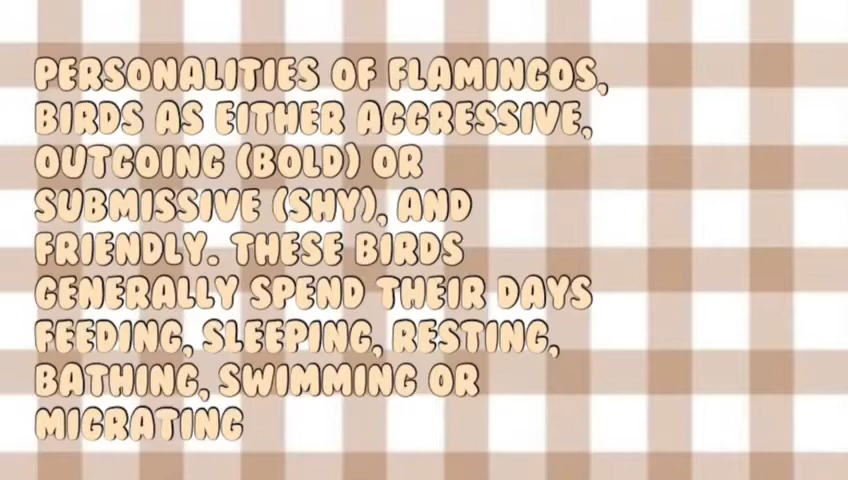 PERSONALITIES OF FLAMINGOS,
BIRDS AS EITHER AGGRESSIVE,
OUTGOING (BOLD) OR
SUBMISSIVE (SHY), AND
FRIENDLY. THESE BIRDS
GENERALLY SPEND THEIR DAYS
FEEDING, SLEEPING, RESTING,
BATHING, SWIMMING OR
MIGRATING